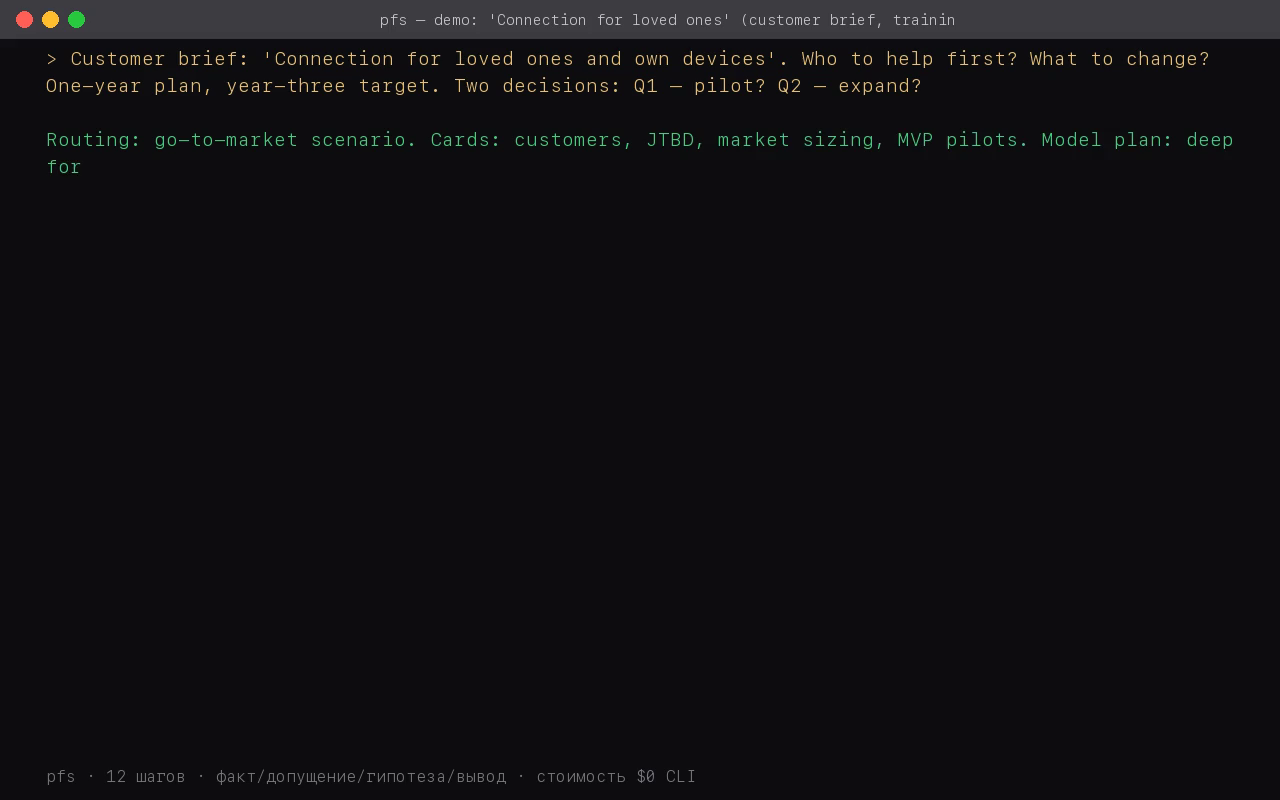 pfs — demo: 'Connection for loved ones' (customer brief, trainin
> Customer brief: 'Connection for loved ones and own devices'. Who to help first? What to change?
One—year plan, year—three target. Two decisions: Q1 — pilot? Q2 — expand?
Routing: go—to—market scenario. Cards: customers, JTBD, market sizing, MVP pilots. Model plan: deep
for
pfs · 12 шагов · факт/допущение/гипотеза/вывод · стоимость $0 CLI